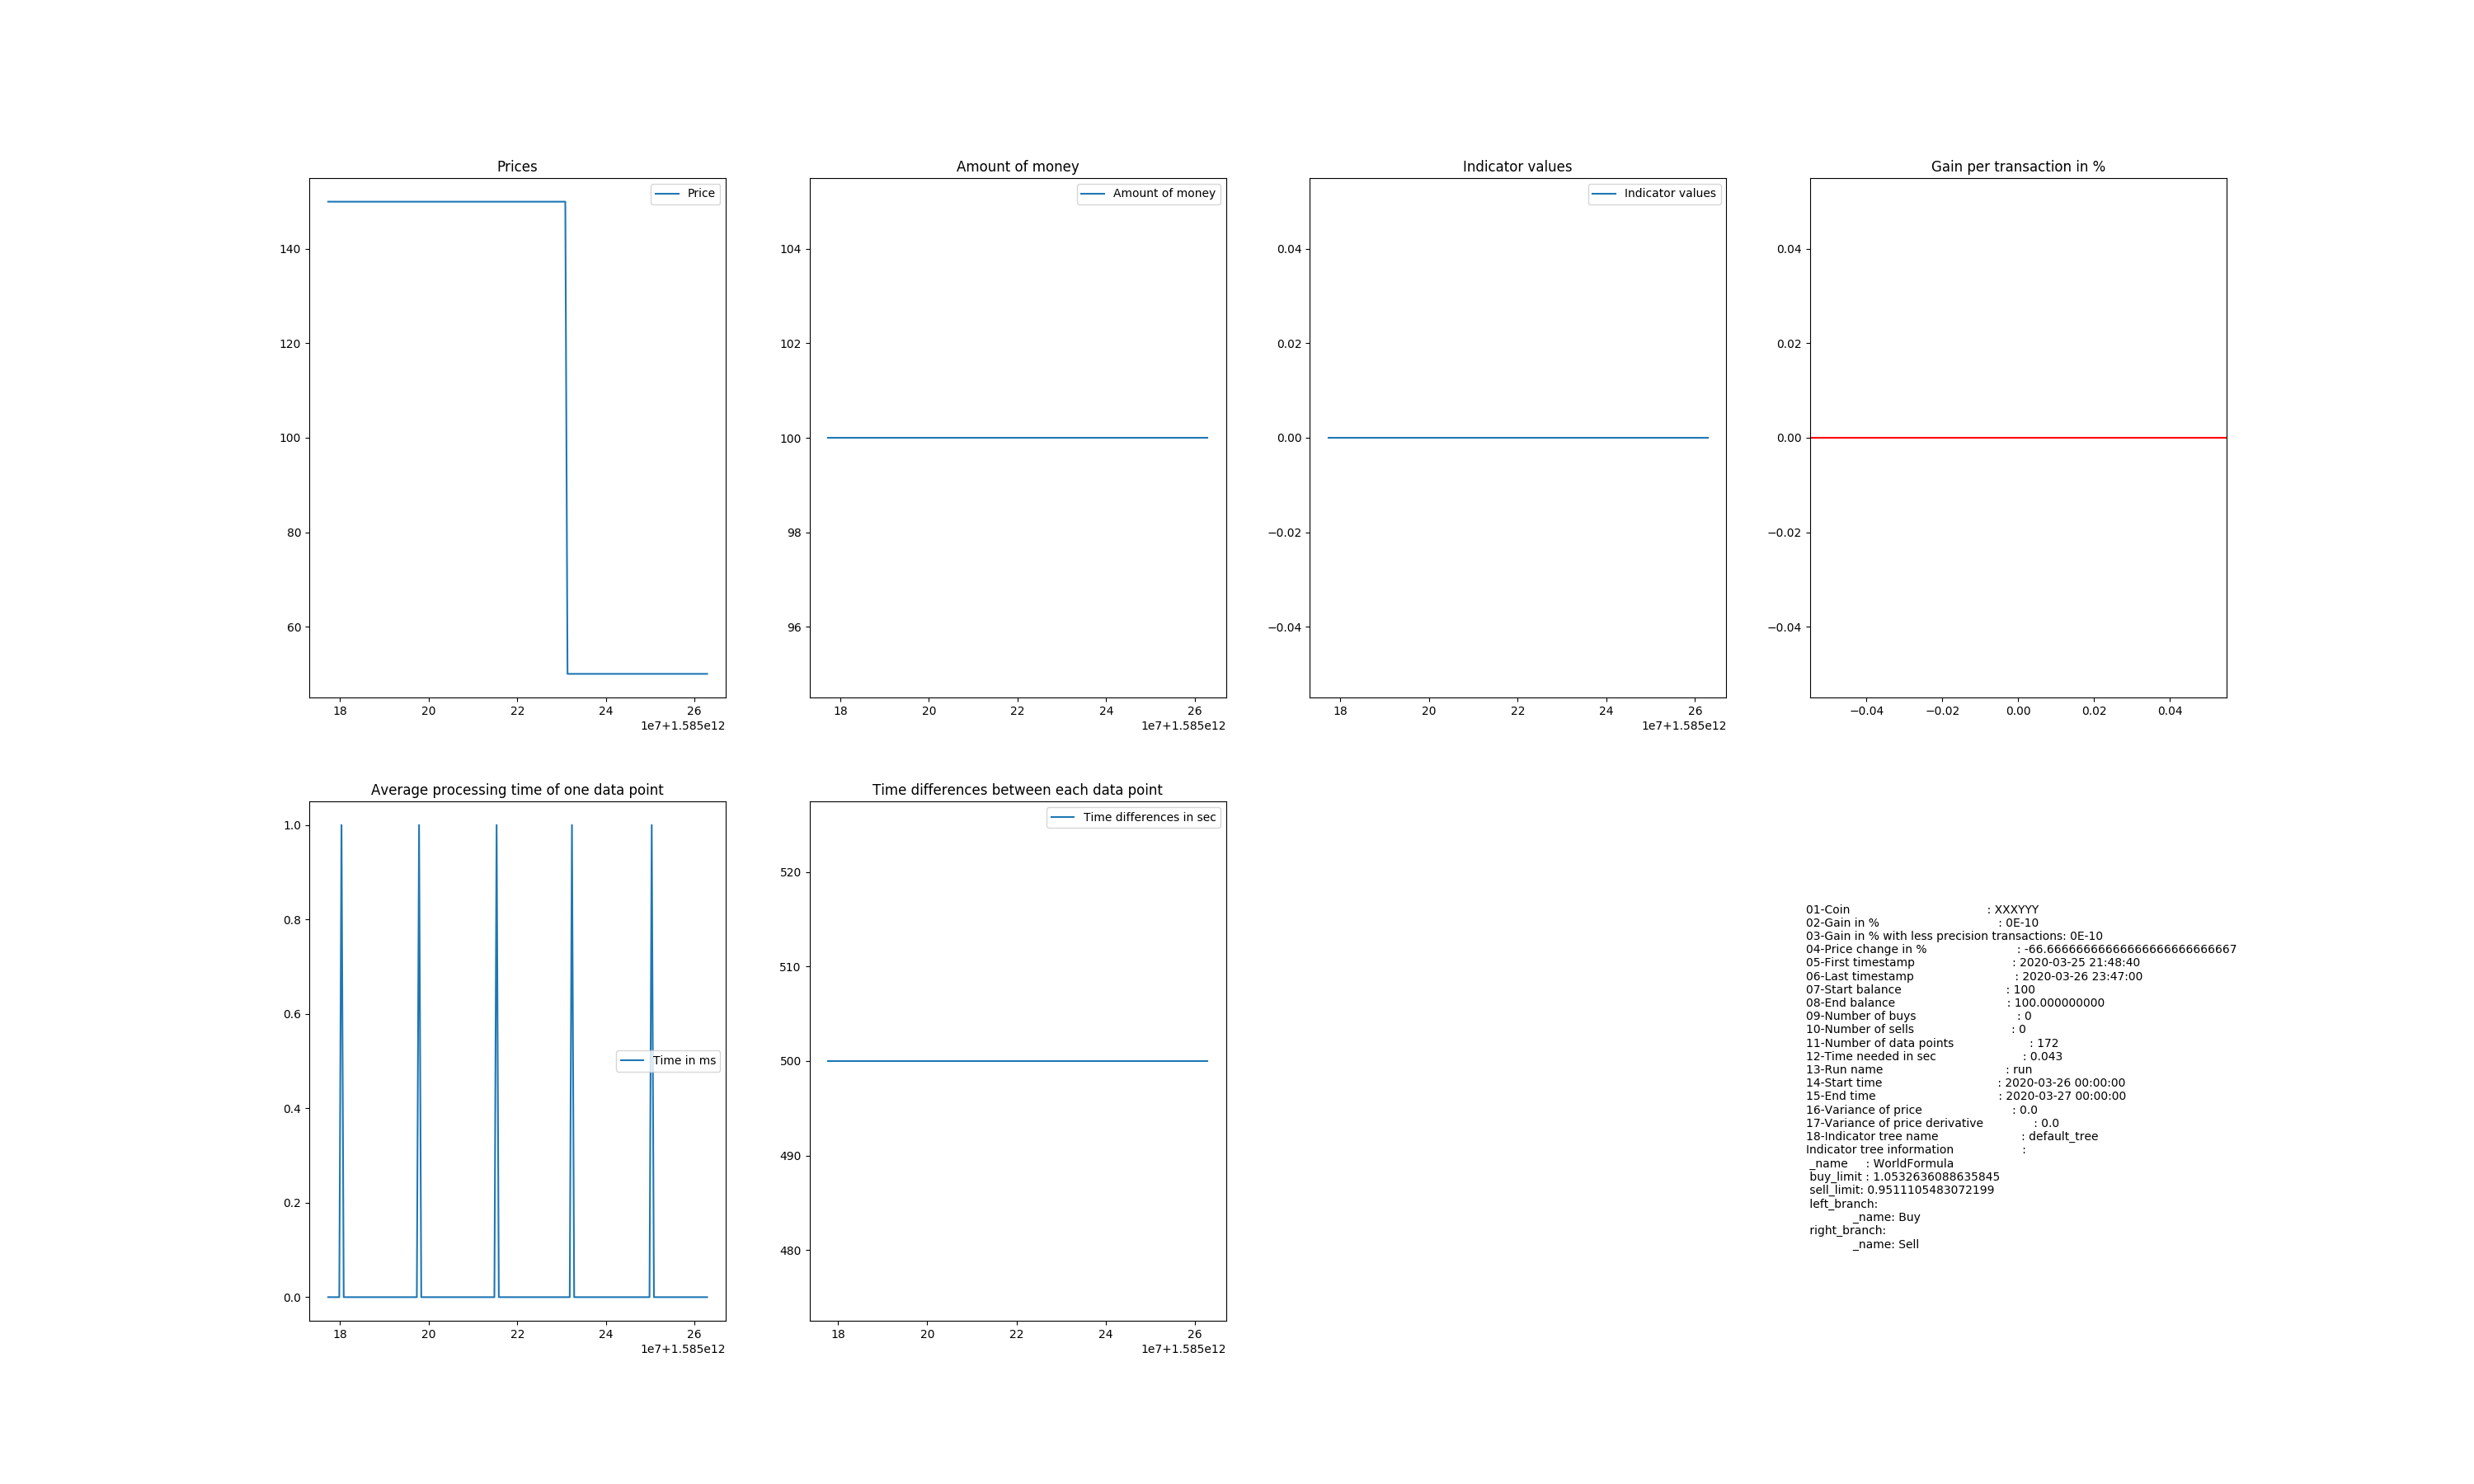 Prices
Price
140
120
100
80
60
18 20 22 24 26
1e7+1.585e12
Amount of money
Amount of money
104
102
100
98
96
18 20 22 24 26
1e7+1.585e12
Indicator values
Indicator values
0.04
0.02
0.00
−0.02
−0.04
18 20 22 24 26
1e7+1.585e12
Gain per transaction in %
0.04
0.02
0.00
−0.02
−0.04
−0.04 −0.02 0.00 0.02 0.04
Average processing time of one data point
Time in ms
1.0
0.8
0.6
0.4
0.2
0.0
18 20 22 24 26
1e7+1.585e12
Time differences between each data point
Time differences in sec
520
510
500
490
480
18 20 22 24 26
1e7+1.585e12
01-Coin : XXXYYY
02-Gain in % : 0E-10
03-Gain in % with less precision transactions: 0E-10
04-Price change in % : -66.66666666666666666666666667
05-First timestamp : 2020-03-25 21:48:40
06-Last timestamp : 2020-03-26 23:47:00
07-Start balance : 100
08-End balance : 100.000000000
09-Number of buys : 0
10-Number of sells : 0
11-Number of data points : 172
12-Time needed in sec : 0.043
13-Run name : run
14-Start time : 2020-03-26 00:00:00
15-End time : 2020-03-27 00:00:00
16-Variance of price : 0.0
17-Variance of price derivative : 0.0
18-Indicator tree name : default_tree
Indicator tree information :
_name : WorldFormula
buy_limit : 1.0532636088635845
sell_limit: 0.9511105483072199
left_branch:
_name: Buy
right_branch:
_name: Sell